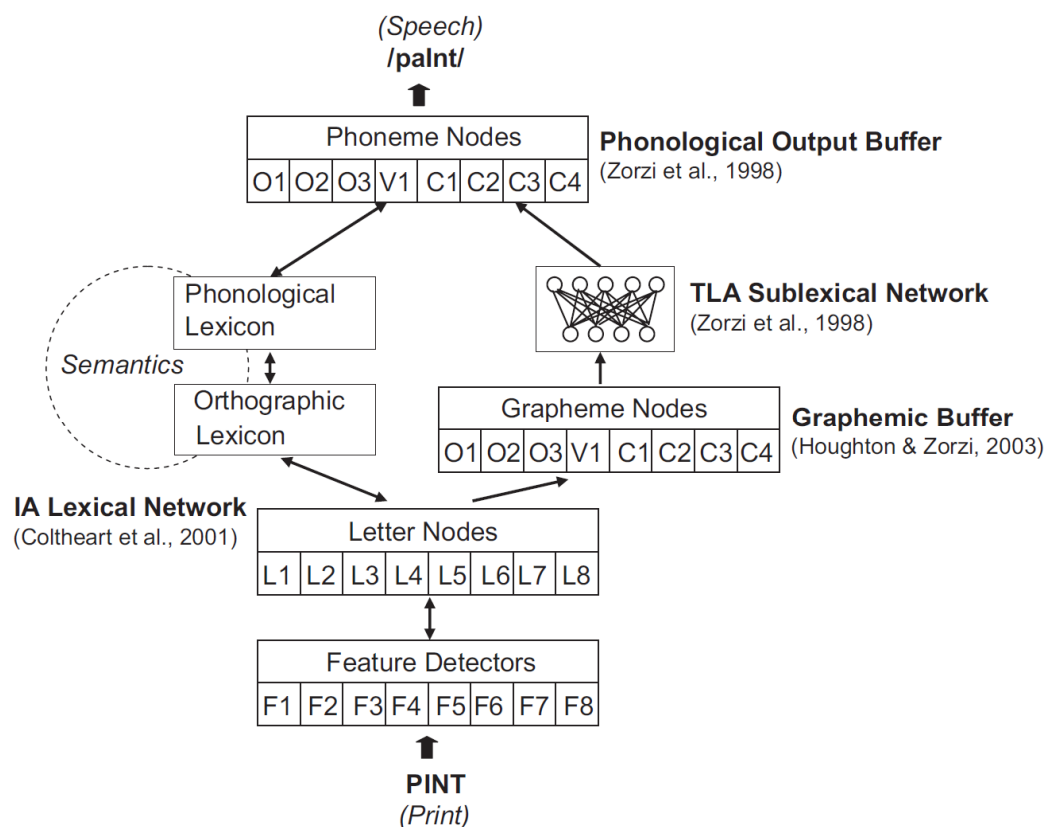 (Speech)
/paInt/
Phoneme Nodes
O1 O2 O3 V1 C1 C2 C3 C4
Phonological Output Buffer
(Zorzi et al., 1998)
Phonological
Lexicon
Semantics
Orthographic
Lexicon
TLA Sublexical Network
(Zorzi et al., 1998)
Grapheme Nodes
O1 O2 O3 V1 C1 C2 C3 C4
Graphemic Buffer
(Houghton & Zorzi, 2003)
IA Lexical Network
(Coltheart et al., 2001)
Letter Nodes
L1 L2 L3 L4 L5 L6 L7 L8
Feature Detectors
F1 F2 F3 F4 F5 F6 F7 F8
PINT
(Print)